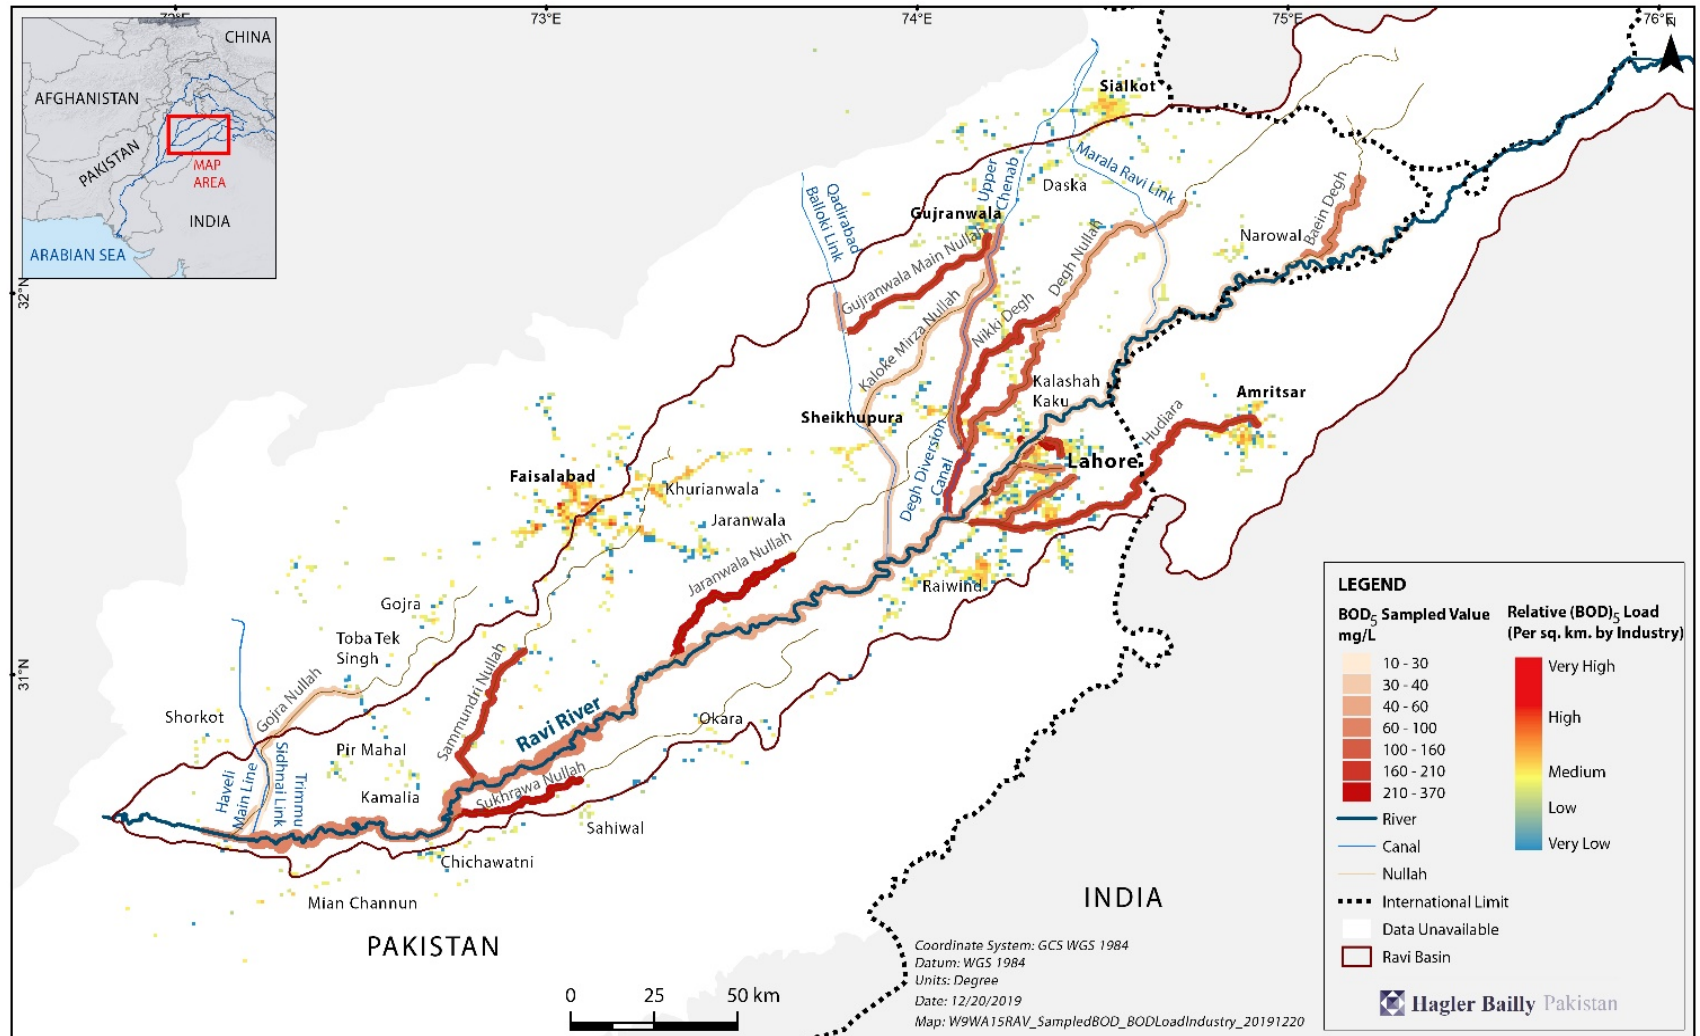 72°E
73°E
74°E
75°E
76°E
N
32°N
31°N
CHINA
AFGHANISTAN
PAKISTAN
MAP
AREA
INDIA
ARABIAN SEA
Sialkot
Marala Ravi Link
Upper
Chenab
Daska
Qadirabad
Balloki Link
Gujranwala
Gujranwala Main Nullah
Degh Nullah
Narowal
Baein Degh
Kaloke Mirza Nullah
Nikki Degh
Kalashah
Kaku
Amritsar
Sheikhupura
Hudiara
Degh Diversion
Canal
Lahore
Faisalabad
Khurianwala
Jaranwala
Jaranwala Nullah
Raiwind
Gojra
Toba Tek
Singh
Gojra Nullah
Sammundri Nullah
Shorkot
Ravi River
Okara
Pir Mahal
Haveli
Main Line
Sidhnai Link
Trimmu
Kamalia
Sukhrawa Nullah
Sahiwal
Chichawatni
Mian Channun
PAKISTAN
INDIA
0 25 50 km
Coordinate System: GCS WGS 1984
Datum: WGS 1984
Units: Degree
Date: 12/20/2019
Map: W9WA15RAV_SampledBOD_BODLoadIndustry_20191220
LEGEND
BOD5 Sampled Value
mg/L
10 - 30
30 - 40
40 - 60
60 - 100
100 - 160
160 - 210
210 - 370
River
Canal
Nullah
International Limit
Data Unavailable
Ravi Basin
Relative (BOD)5 Load
(Per sq. km. by Industry)
Very High
High
Medium
Low
Very Low
Hagler Bailly Pakistan